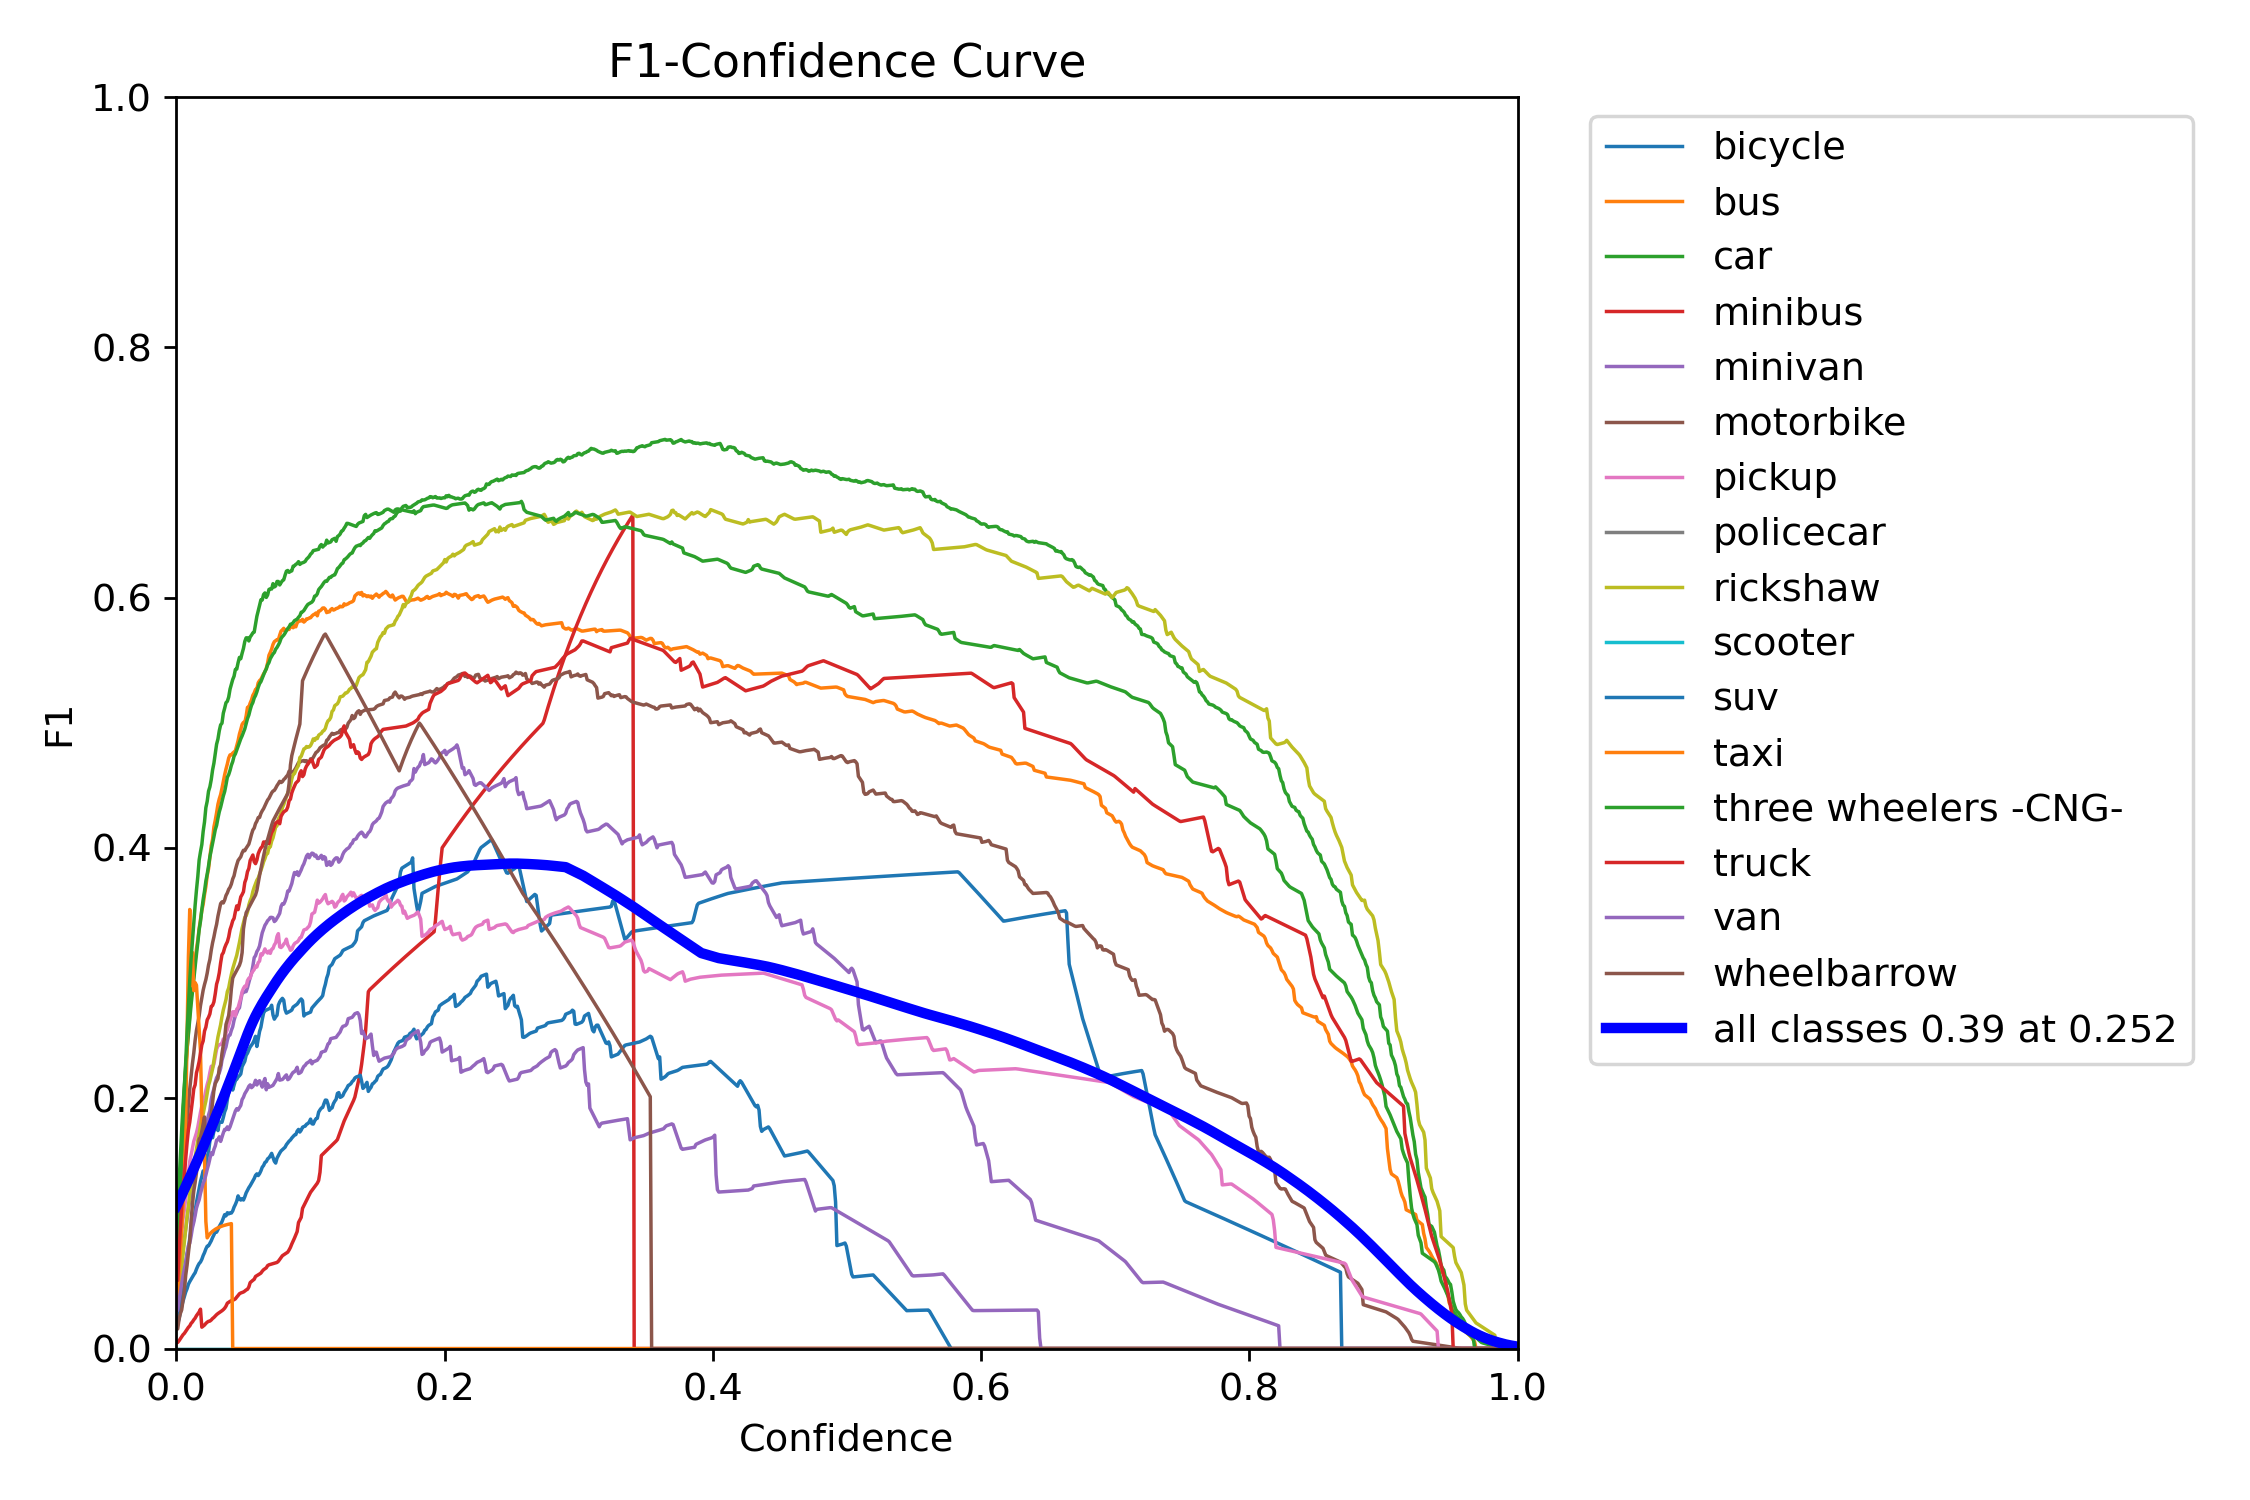 F1-Confidence Curve
1.0
0.8
0.6
0.4
0.2
0.0
F1
0.0 0.2 0.4 0.6 0.8 1.0
Confidence
bicycle
bus
car
minibus
minivan
motorbike
pickup
policecar
rickshaw
scooter
suv
taxi
three wheelers -CNG-
truck
van
wheelbarrow
all classes 0.39 at 0.252